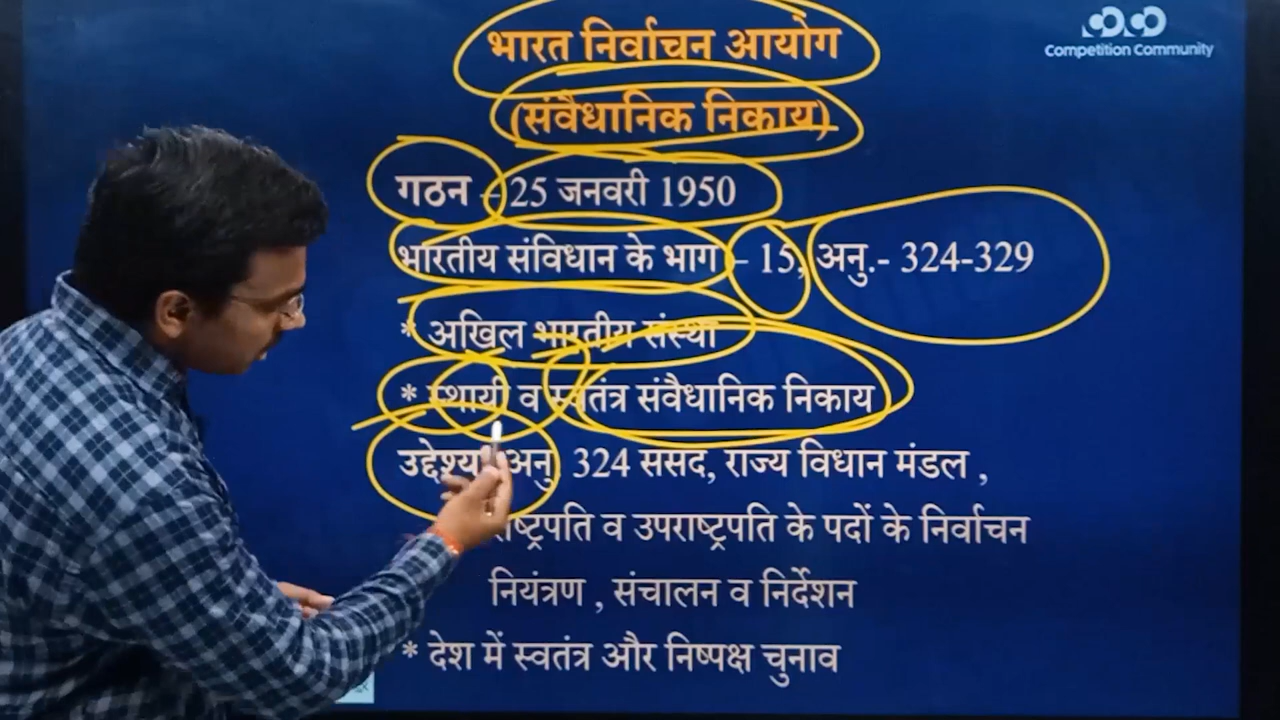 Competition Community
भारत निर्वाचन आयोग
(संवैधानिक निकाय)
गठन - 25 जनवरी 1950
भारतीय संविधान के भाग - 15, अनु.- 324-329
* अखिल भारतीय संस्था
* स्थायी व स्वतंत्र संवैधानिक निकाय
उद्देश्य अनु. 324 संसद, राज्य विधान मंडल ,
राष्ट्रपति व उपराष्ट्रपति के पदों के निर्वाचन
नियंत्रण , संचालन व निर्देशन
* देश में स्वतंत्र और निष्पक्ष चुनाव